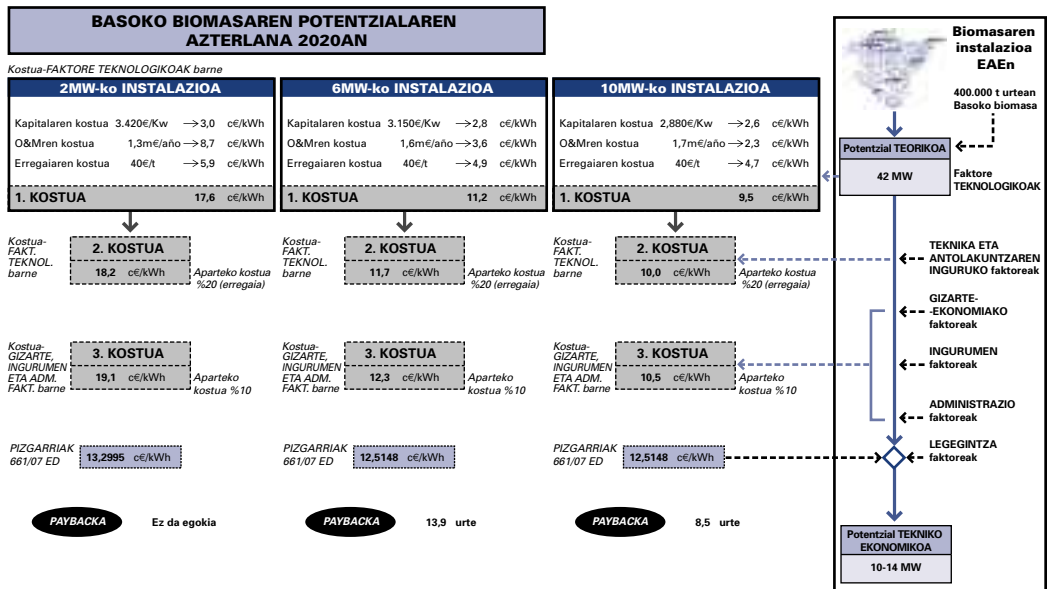 BASOKO BIOMASAREN POTENTZIALAREN
AZTERLANA 2020AN
Kostua-FAKTORE TEKNOLOGIKOAK barne
2MW-ko INSTALAZIOA
Kapitalaren kostua 3.420€/Kw → 3,0 c€/kWh
O&Mren kostua 1,3m€/año → 8,7 c€/kWh
Erregaiaren kostua 40€/t → 5,9 c€/kWh
1. KOSTUA 17,6 c€/kWh
Kostua-
FAKT.
TEKNOL.
barne
2. KOSTUA
18,2 c€/kWh
Aparteko kostua
%20 (erregaia)
Kostua-
GIZARTE,
INGURUMEN
ETA ADM.
FAKT. barne
3. KOSTUA
19,1 c€/kWh
Aparteko
kostua %10
PIZGARRIAK
661/07 ED
13,2995 c€/kWh
PAYBACKA
Ez da egokia
6MW-ko INSTALAZIOA
Kapitalaren kostua 3.150€/Kw → 2,8 c€/kWh
O&Mren kostua 1,6m€/año → 3,6 c€/kWh
Erregaiaren kostua 40€/t → 4,9 c€/kWh
1. KOSTUA 11,2 c€/kWh
Kostua-
FAKT.
TEKNOL.
barne
2. KOSTUA
11,7 c€/kWh
Aparteko kostua
%20 (erregaia)
Kostua-
GIZARTE,
INGURUMEN
ETA ADM.
FAKT. barne
3. KOSTUA
12,3 c€/kWh
Aparteko
kostua %10
PIZGARRIAK
661/07 ED
12,5148 c€/kWh
PAYBACKA
13,9 urte
10MW-ko INSTALAZIOA
Kapitalaren kostua 2,880€/Kw → 2,6 c€/kWh
O&Mren kostua 1,7m€/año → 2,3 c€/kWh
Erregaiaren kostua 40€/t → 4,7 c€/kWh
1. KOSTUA 9,5 c€/kWh
Kostua-
FAKT.
TEKNOL.
barne
2. KOSTUA
10,0 c€/kWh
Aparteko kostua
%20 (erregaia)
Kostua-
GIZARTE,
INGURUMEN
ETA ADM.
FAKT. barne
3. KOSTUA
10,5 c€/kWh
Aparteko
kostua %10
PIZGARRIAK
661/07 ED
12,5148 c€/kWh
PAYBACKA
8,5 urte
Biomasaren
instalazioa
EAEn
400.000 t urtean
Basoko biomasa
Potentzial TEORIKOA
42 MW
Faktore
TEKNOLOGIKOAK
TEKNIKA ETA
ANTOLAKUNTZAREN
INGURUKO faktoreak
GIZARTE-
-EKONOMIAKO
faktoreak
INGURUMEN
faktoreak
ADMINISTRAZIO
faktoreak
LEGEGINTZA
faktoreak
Potentzial TEKNIKO
EKONOMIKOA
10-14 MW